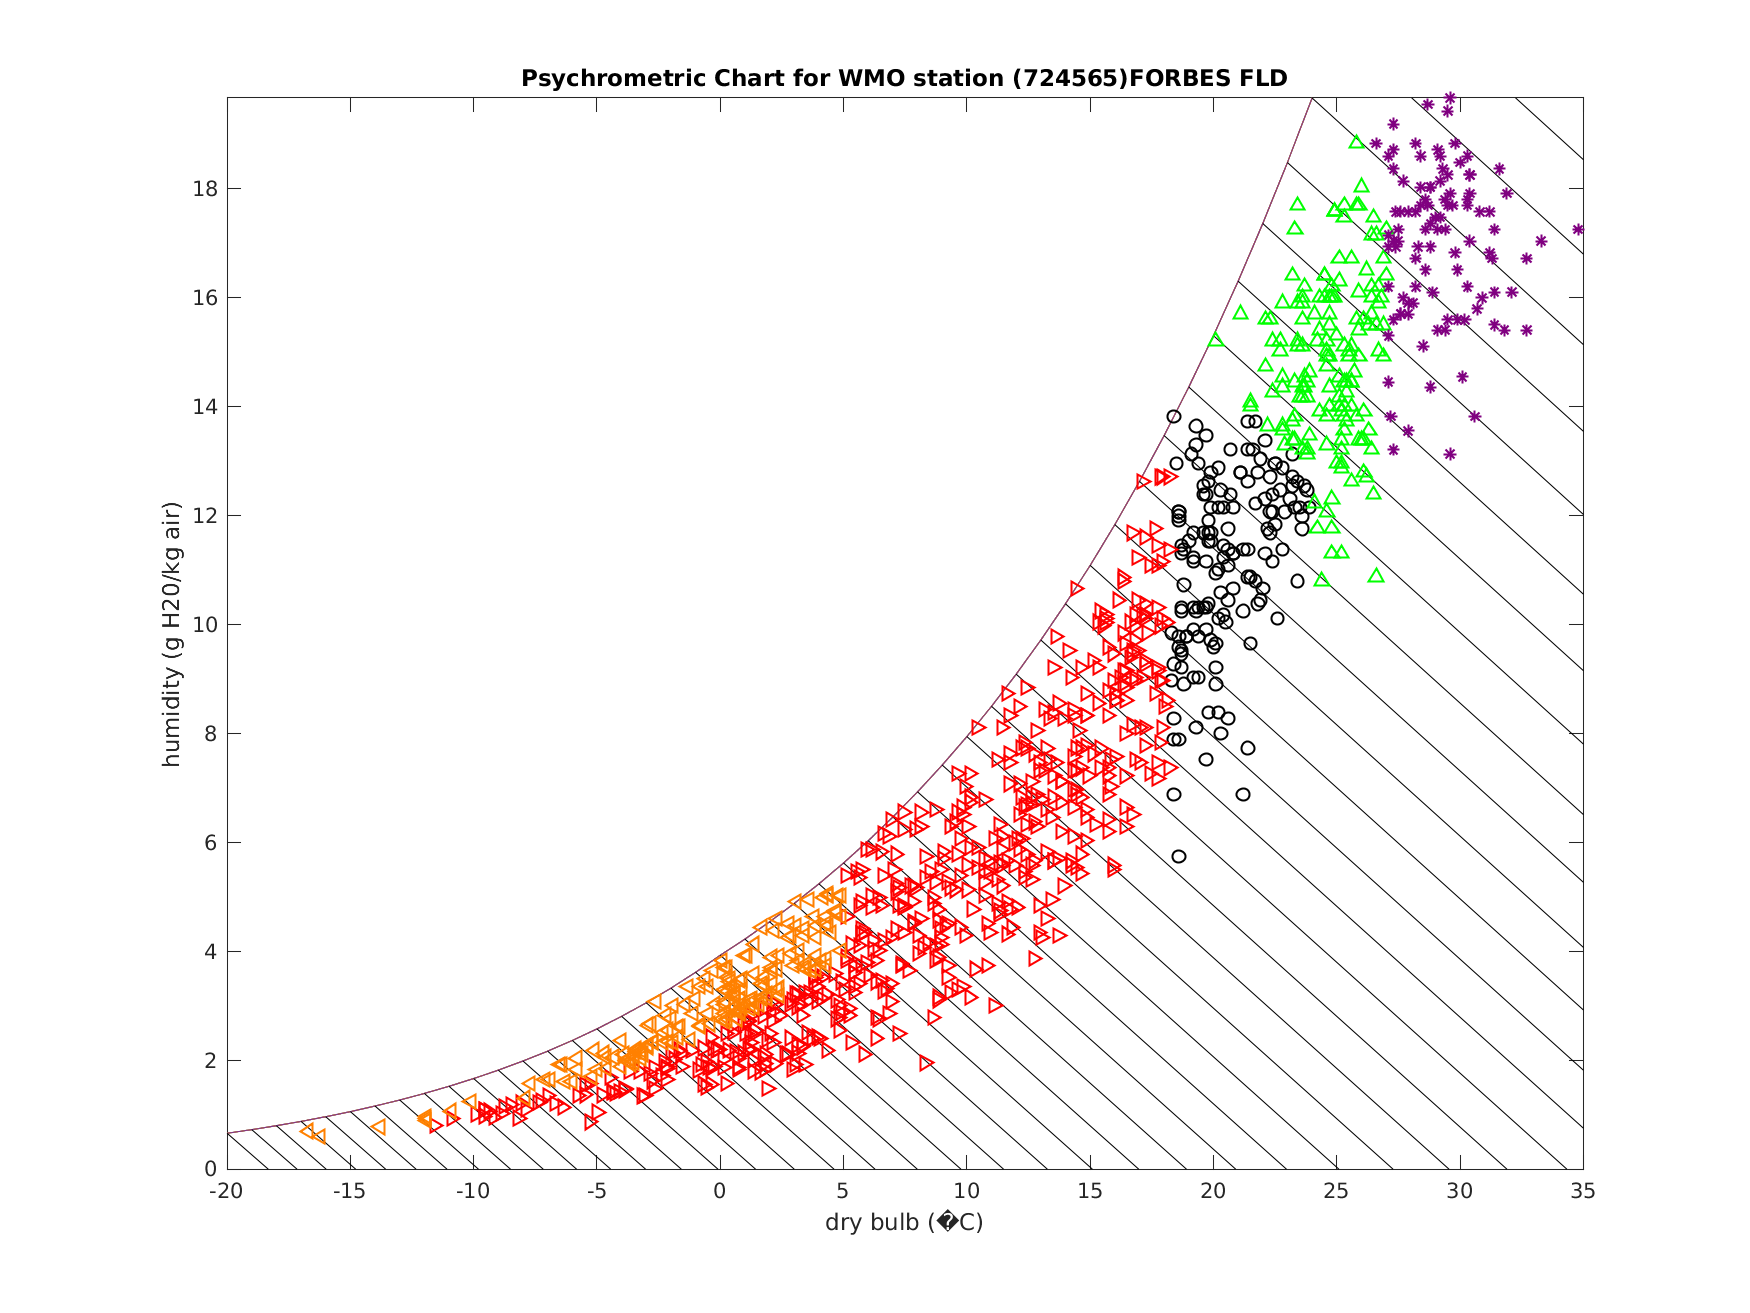 Psychrometric Chart for WMO station (724565)FORBES FLD
humidity (g H20/kg air)
18
16
14
12
10
8
6
4
2
0
-20 -15 -10 -5 0 5 10 15 20 25 30 35
dry bulb (�C)